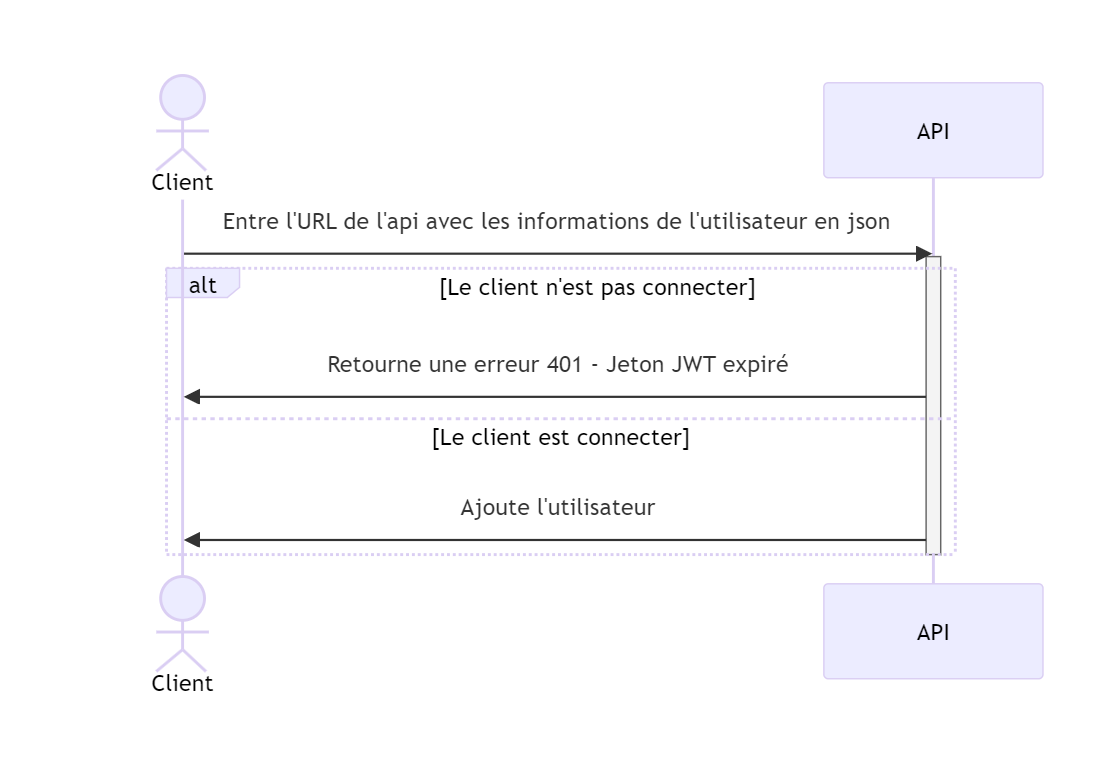 Client
API
Entre l'URL de l'api avec les informations de l'utilisateur en json
alt
[Le client n'est pas connecter]
Retourne une erreur 401 - Jeton JWT expiré
[Le client est connecter]
Ajoute l'utilisateur
Client
API